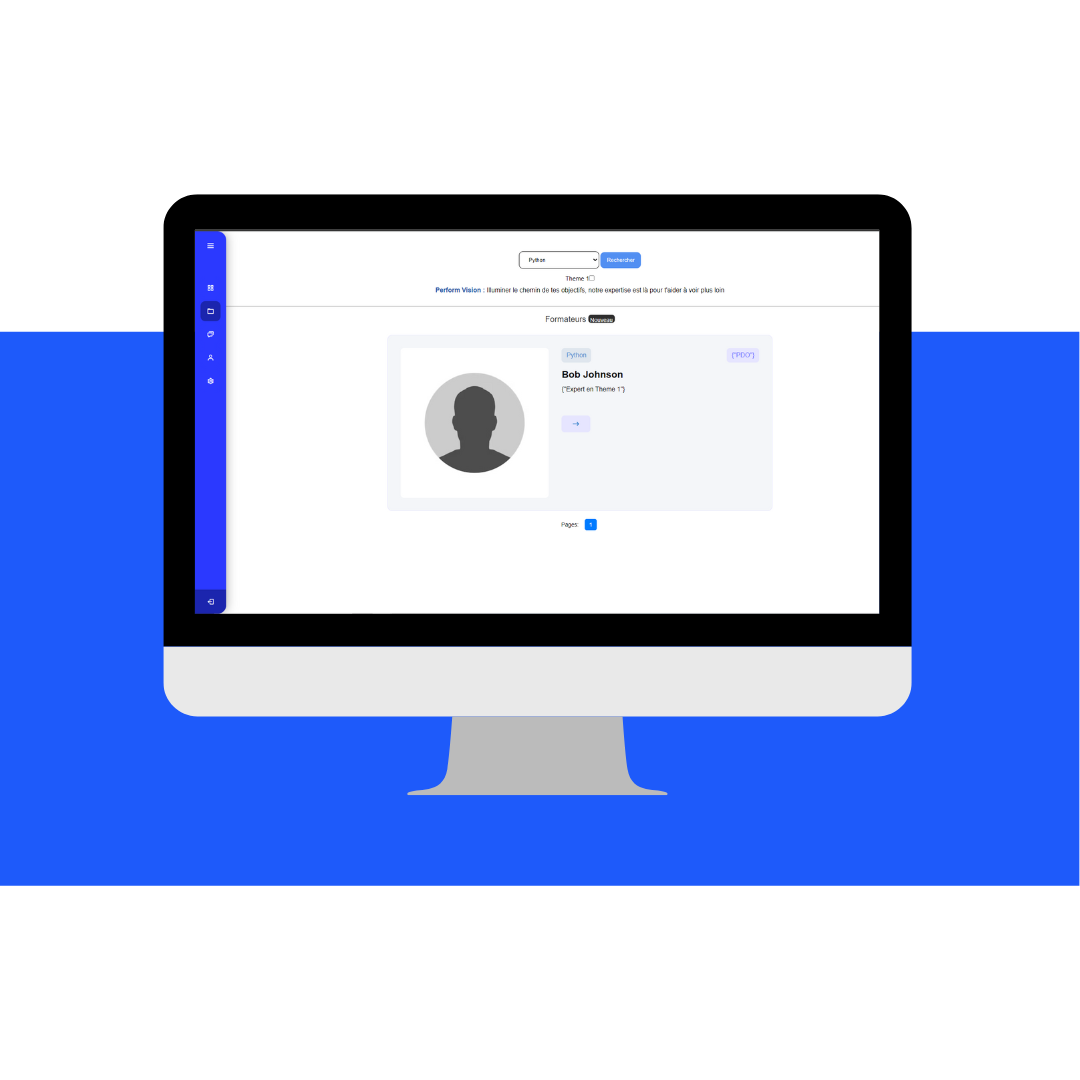 Python Rechercher
Theme 1
Perform Vision : Illuminer le chemin de tes objectifs, notre expertise est là pour t'aider à voir plus loin
Formateurs Nouveau
Python {"PDO"}
Bob Johnson
{"Expert en Theme 1"}
→
Pages: 1